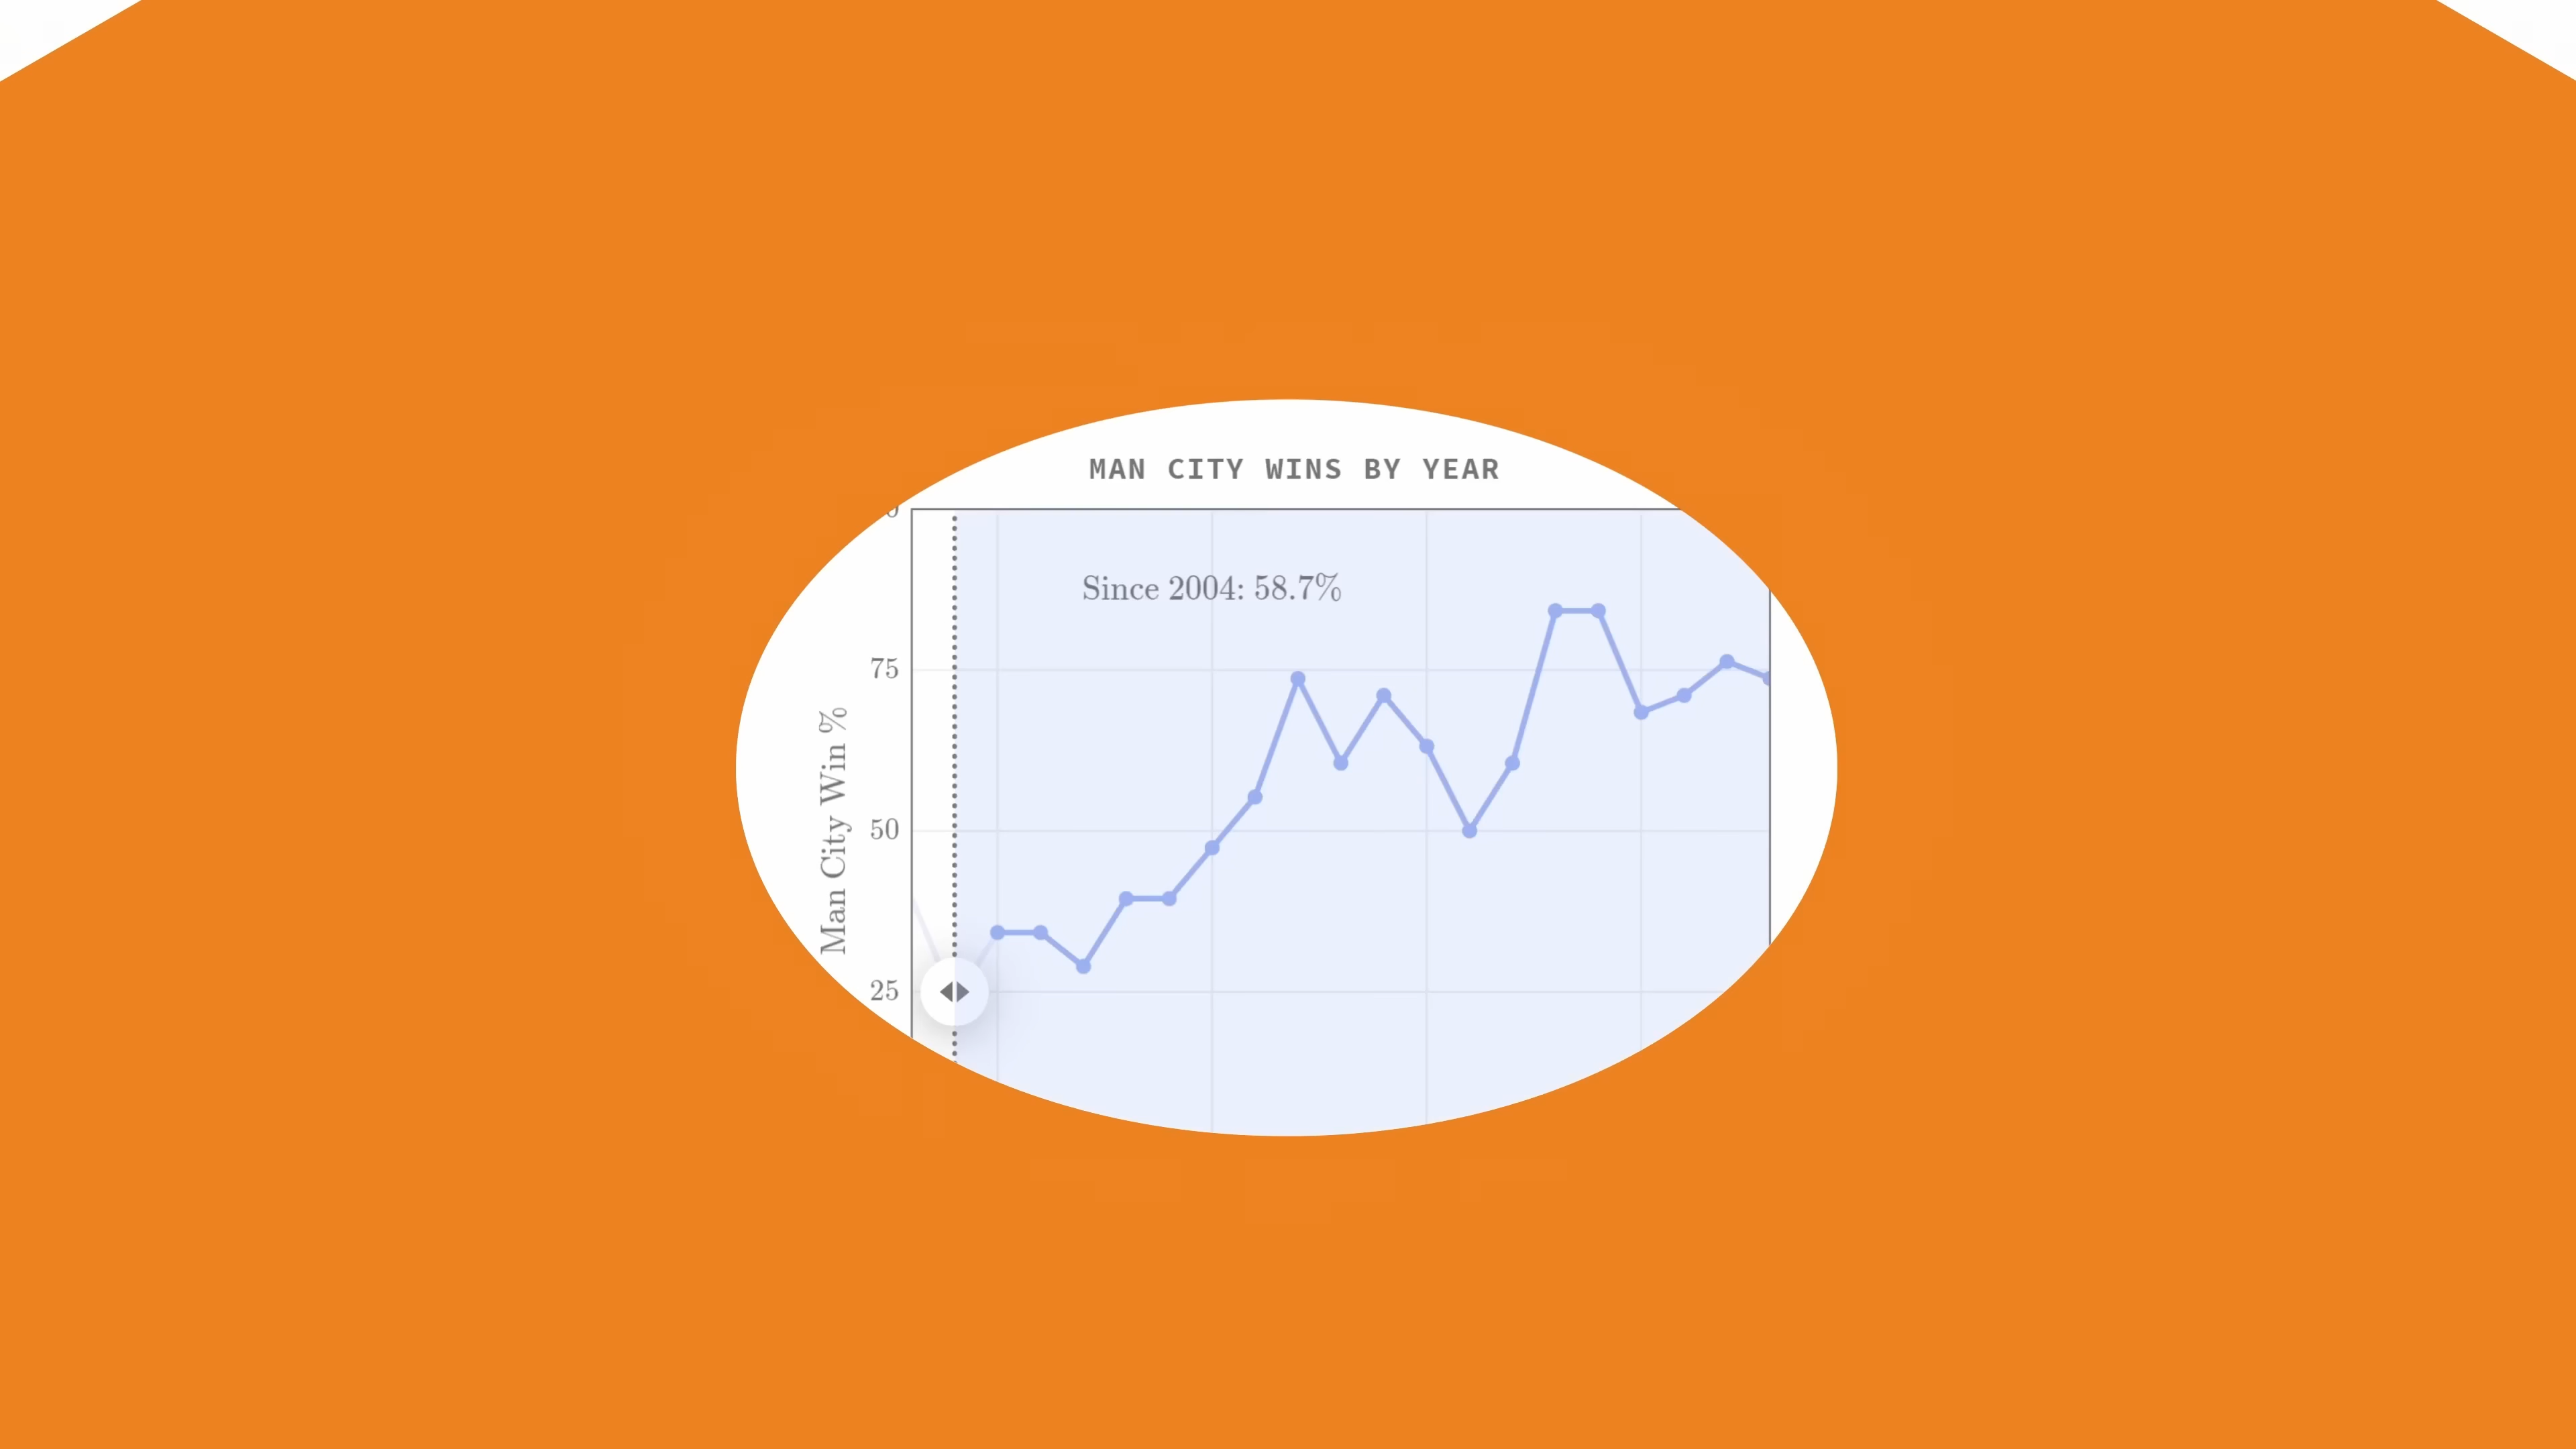 MAN CITY WINS BY YEAR
Since 2004: 58.7%
75
50
25
Man City Win %